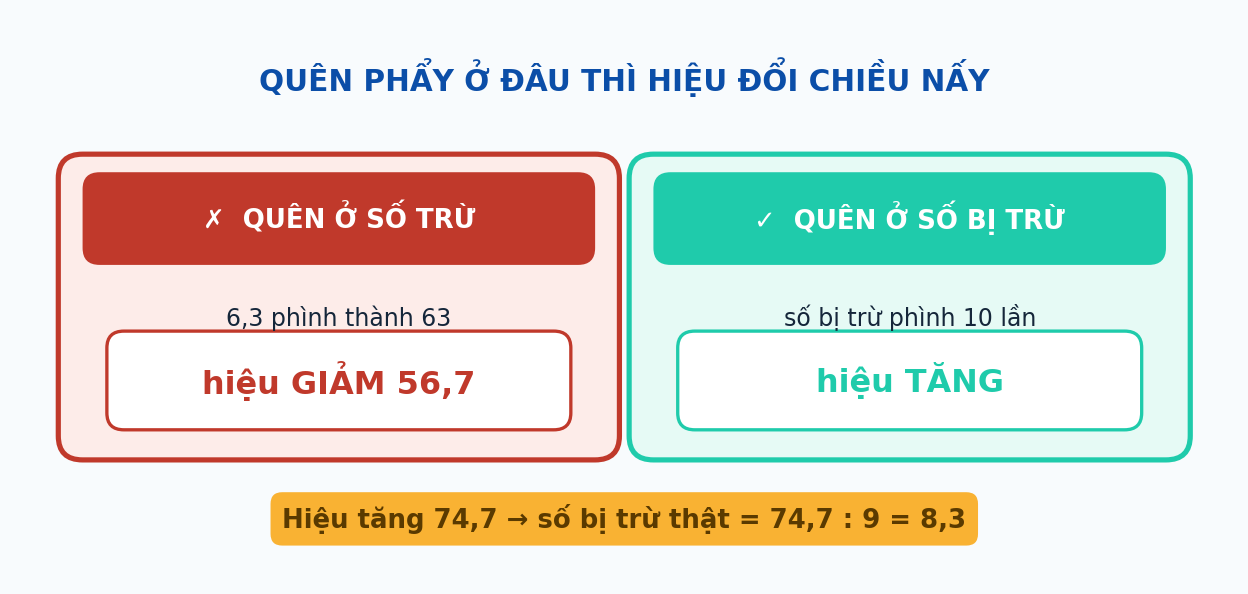 QUÊN PHẨY Ở ĐÂU THÌ HIỆU ĐỔI CHIỀU NẤY
✗ QUÊN Ở SỐ TRỪ
6,3 phình thành 63
hiệu GIẢM 56,7
✓ QUÊN Ở SỐ BỊ TRỪ
số bị trừ phình 10 lần
hiệu TĂNG
Hiệu tăng 74,7 → số bị trừ thật = 74,7 : 9 = 8,3